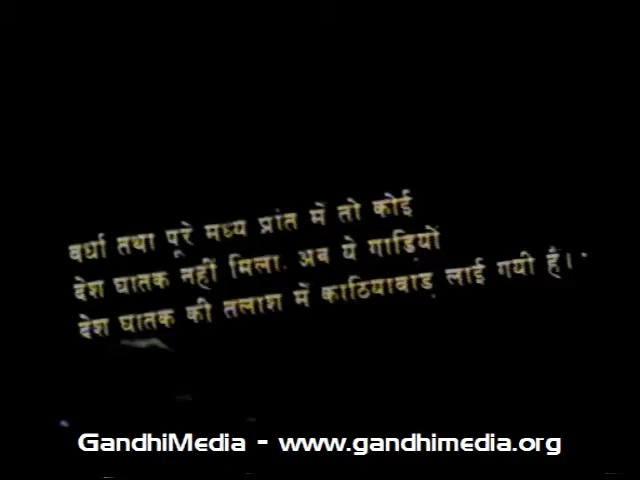 वर्धा तथा पूरे मध्य प्रांत में तो कोई
देश घातक नहीं मिला. अब ये गाड़ियों
देश घातक की तलाश में काठियावाड़ लाई गयी हैं।
GandhiMedia - www.gandhimedia.org